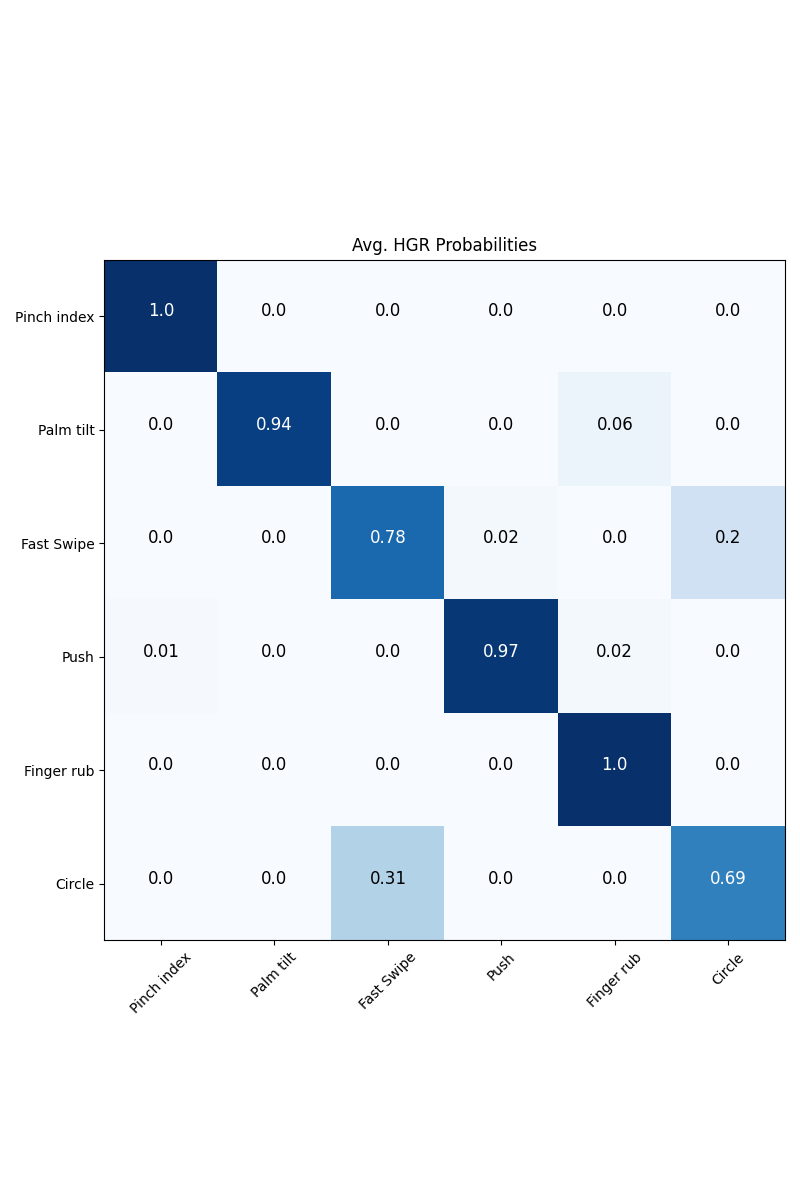 Avg. HGR Probabilities
Pinch index 1.0 0.0 0.0 0.0 0.0 0.0
Palm tilt 0.0 0.94 0.0 0.0 0.06 0.0
Fast Swipe 0.0 0.0 0.78 0.02 0.0 0.2
Push 0.01 0.0 0.0 0.97 0.02 0.0
Finger rub 0.0 0.0 0.0 0.0 1.0 0.0
Circle 0.0 0.0 0.31 0.0 0.0 0.69
Pinch index Palm tilt Fast Swipe Push Finger rub Circle